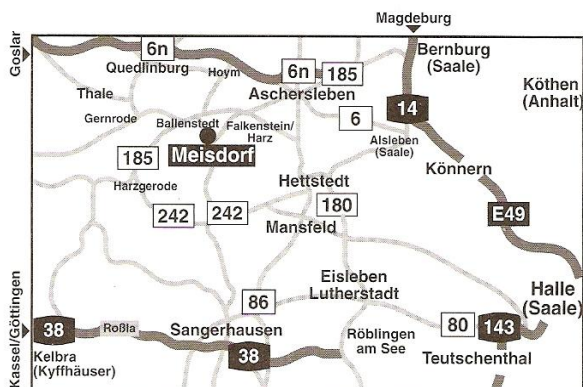 Magdeburg
Goslar
6n
Quedlinburg
Hoym
6n
185
Bernburg
(Saale)
Thale
Aschersleben
14
Köthen
(Anhalt)
Gernrode
Ballenstedt
Falkenstein/
Harz
6
Alsleben
(Saale)
Meisdorf
185
Könnern
Harzgerode
Hettstedt
242
242
180
E49
Mansfeld
Eisleben
Lutherstadt
Halle
(Saale)
86
Kassel/Göttingen
38
Roßla
Sangerhausen
38
Röblingen
am See
80
143
Teutschenthal
Kelbra
(Kyffhäuser)